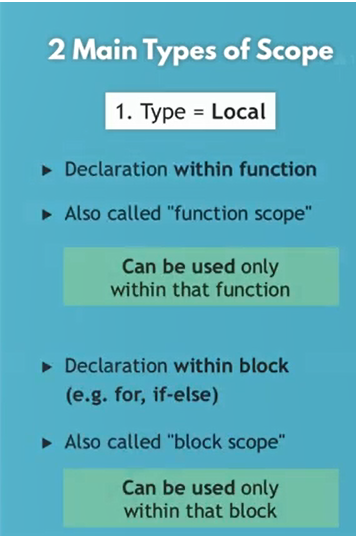 2 Main Types of Scope
1. Type = Local
▸ Declaration within function
▸ Also called "function scope"
Can be used only
within that function
▸ Declaration within block
(e.g. for, if-else)
▸ Also called "block scope"
Can be used only
within that block